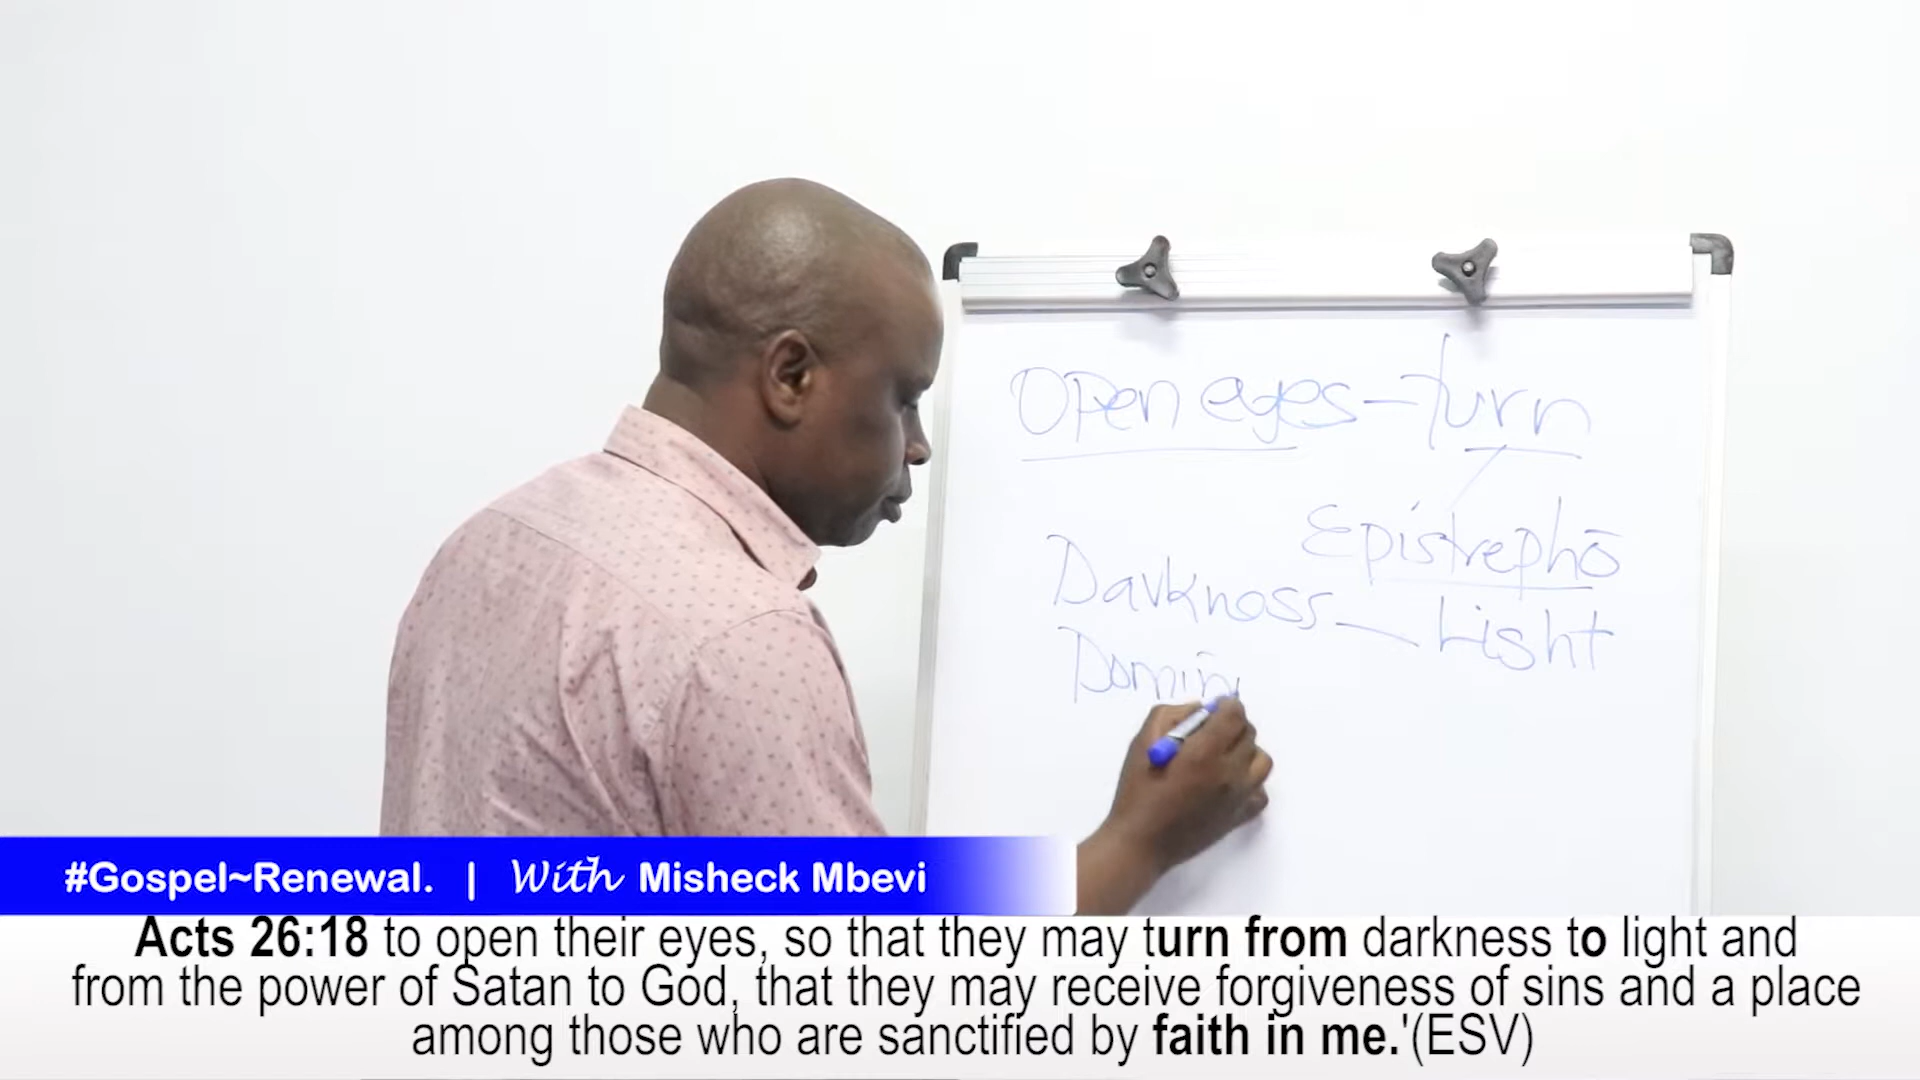 Open eyes - turn
Epistrephō
Darkness - Light
Domin
#Gospel~Renewal. | With Misheck Mbevi
Acts 26:18 to open their eyes, so that they may turn from darkness to light and
from the power of Satan to God, that they may receive forgiveness of sins and a place
among those who are sanctified by faith in me.'(ESV)